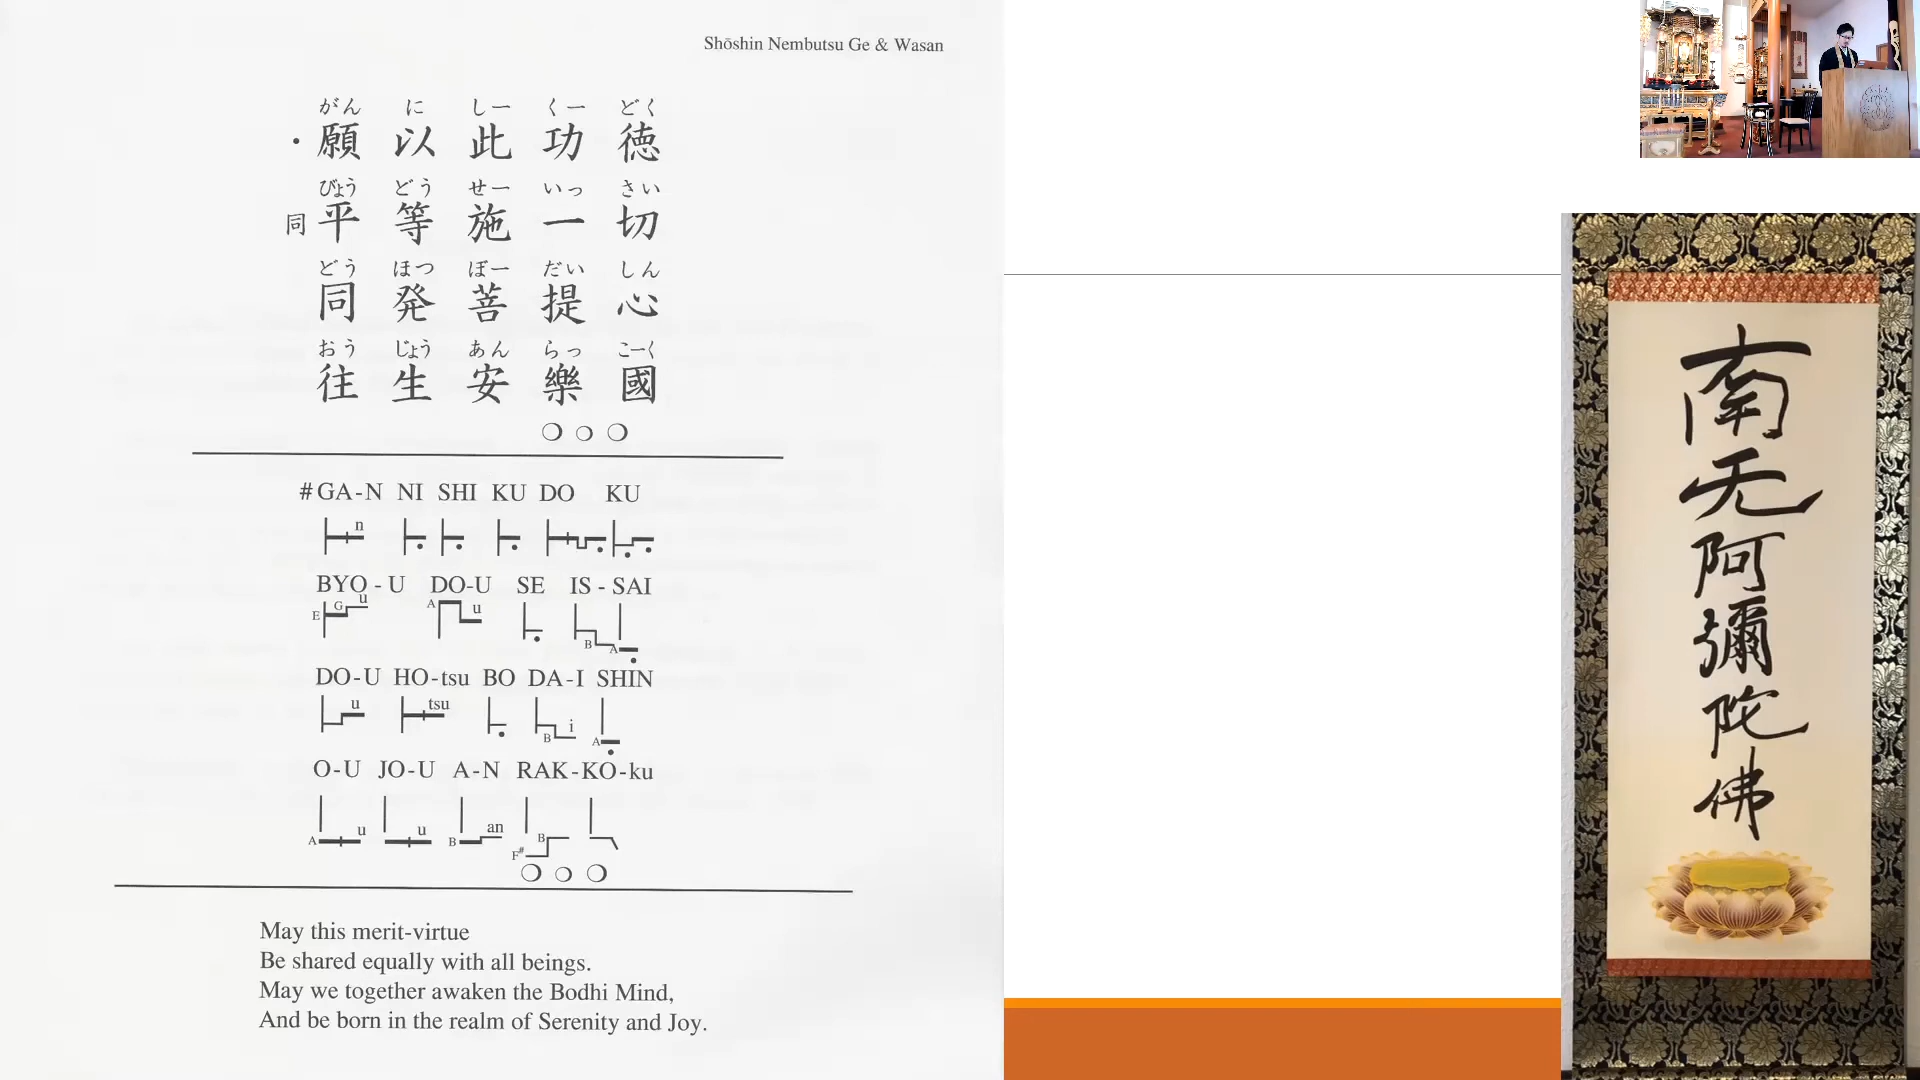 Shōshin Nembutsu Ge & Wasan
がん に しー くー どく
・願以此功徳
びょう どう せー いっ さい
同 平等施一切
どう ほつ ぼー だい しん
同発菩提心
おう じょう あん らっ こーく
往生安樂國
#GA-N NI SHI KU DO KU
n
BYO - U DO-U SE IS - SAI
E G u A u B A
DO-U HO-tsu BO DA-I SHIN
u tsu B i A
O-U JO-U A-N RAK-KO-ku
A u u B an F# B
May this merit-virtue
Be shared equally with all beings.
May we together awaken the Bodhi Mind,
And be born in the realm of Serenity and Joy.
南无阿彌陀佛